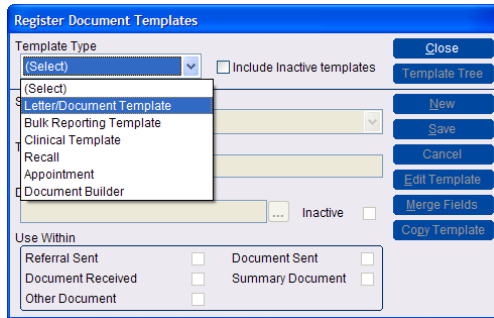 Register Document Templates
Template Type
(Select)
Include Inactive templates
(Select)
Letter/Document Template
Bulk Reporting Template
Clinical Template
Recall
Appointment
Document Builder
...
Inactive
Use Within
Referral Sent
Document Sent
Document Received
Summary Document
Other Document
Close
Template Tree
New
Save
Cancel
Edit Template
Merge Fields
Copy Template